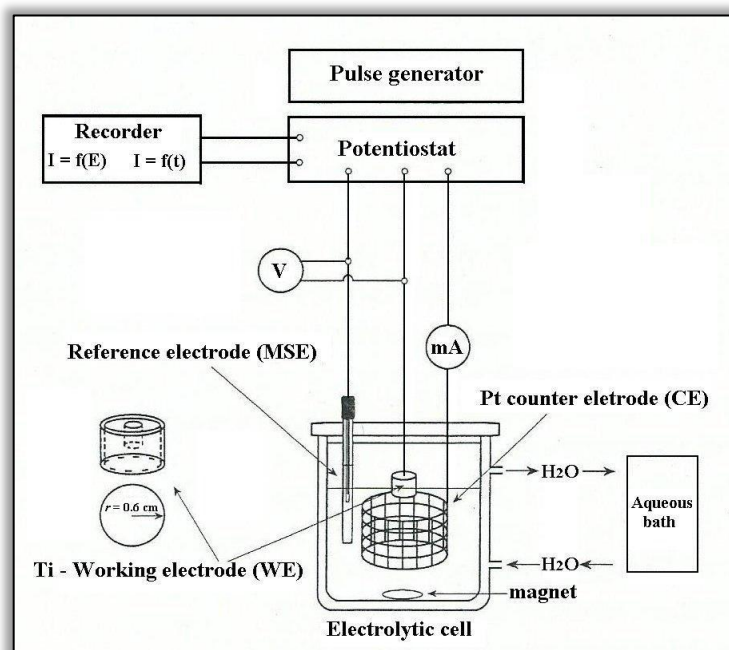 Pulse generator
Recorder
I = f(E) I = f(t)
Potentiostat
V
mA
Reference electrode (MSE)
Pt counter eletrode (CE)
H2O
Aqueous
bath
r = 0.6 cm
H2O
Ti - Working electrode (WE)
magnet
Electrolytic cell